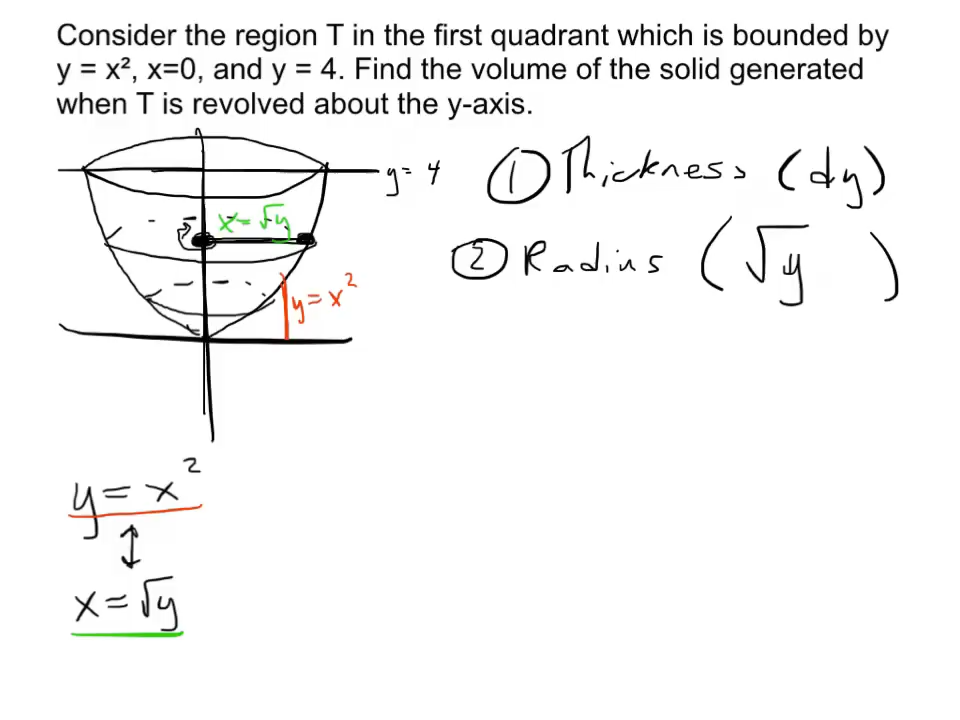 Consider the region T in the first quadrant which is bounded by
y = x², x=0, and y = 4. Find the volume of the solid generated
when T is revolved about the y-axis.
y = 4
① Thickness (dy)
x=√y
② Radius (√y )
y=x²
y=x²
↕
x=√y